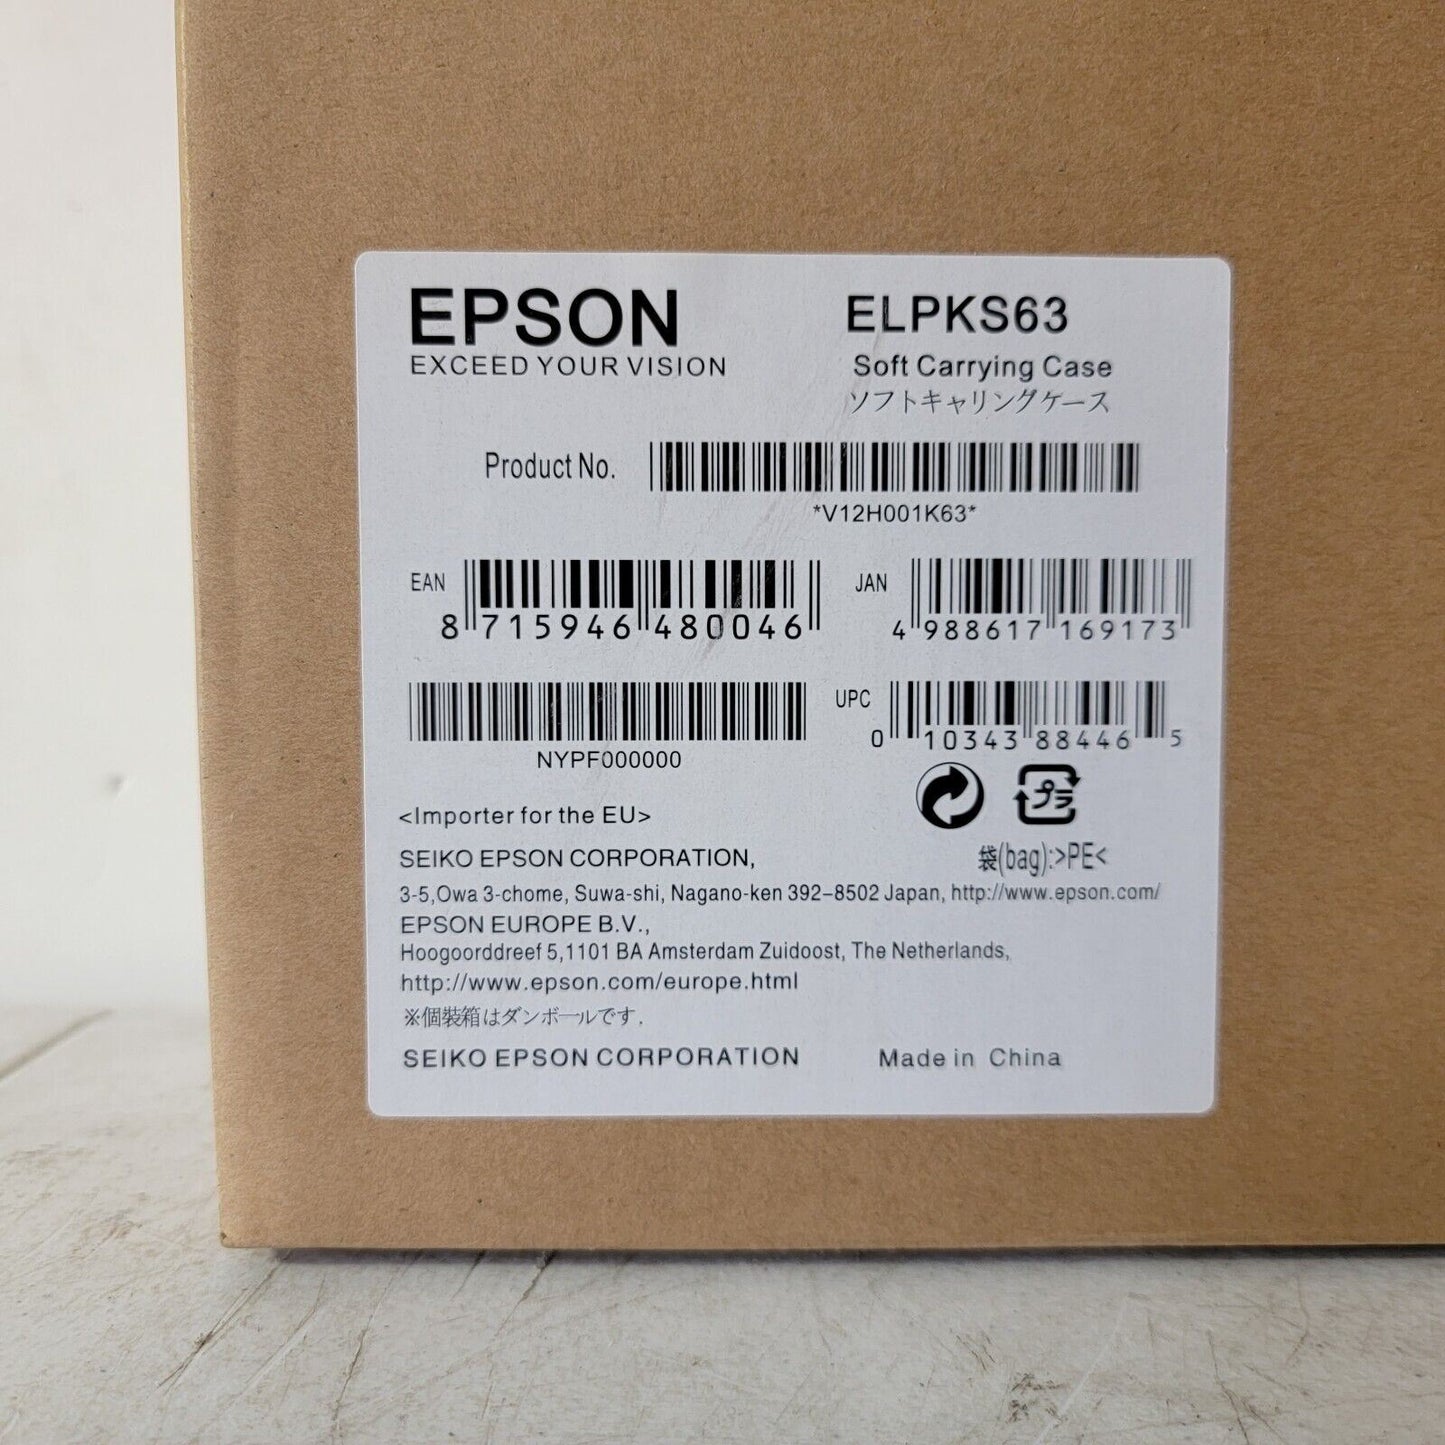 EPSON
EXCEED YOUR VISION
ELPKS63
Soft Carrying Case
ソフトキャリングケース
Product No.
*V12H001K63*
EAN
8 715946 480046
JAN
4 988617 169173
NYPF000000
UPC
0 10343 88446 5
プラ
<Importer for the EU>
袋(bag):>PE<
SEIKO EPSON CORPORATION,
3-5,Owa 3-chome, Suwa-shi, Nagano-ken 392-8502 Japan, http://www.epson.com/
EPSON EUROPE B.V.,
Hoogoorddreef 5,1101 BA Amsterdam Zuidoost, The Netherlands,
http://www.epson.com/europe.html
※個裝箱はダンボールです.
SEIKO EPSON CORPORATION
Made in China